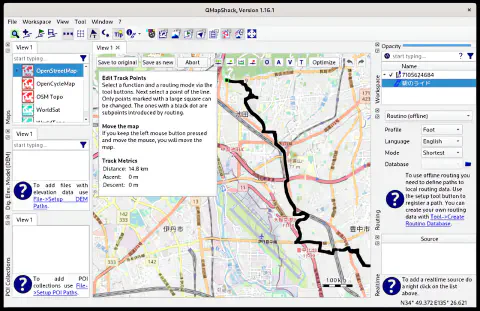 QMapShack, Version 1.16.1
File Workspace View Tool Window ?
View 1
start typing...
OpenStreetMap
OpenCycleMap
OSM Topo
WorldSat
Maps
View 1
start typing...
To add files with
elevation data use
File->Setup DEM
Paths.
Dig. Elev. Model (DEM)
View 1
To add POI
collections use File-
>Setup POI Paths.
POI Collections
View 1
Save to original
Save as new
Abort
O A V T
Optimize
Edit Track Points
Select a function and a routing mode via the
tool buttons. Next select a point of the line.
Only points marked with a large square can
be changed. The ones with a track dot are
subpoints introduced by routing.
Move the map
If you keep the left mouse button pressed
and move the mouse, you will move the
map.
Track Metrics
Distance: 14.8 km
Ascent: 0 m
Descent: 0 m
池田
伊丹市
豊中市
1.00km
Opacity
start typing...
Name
7105624684
朝のライド
Workspace
Routino (offline)
Profile Foot
Language English
Mode Shortest
Database
To use offline routing you
need to define paths to
local routing data. Use
the setup tool button to
register a path. You can
create your own routing
data with Tool->Create
Routino Database.
Routing
Source
To add a realtime source do
a right click on the list
above.
Realtime
N34° 49.372 E135° 26.621